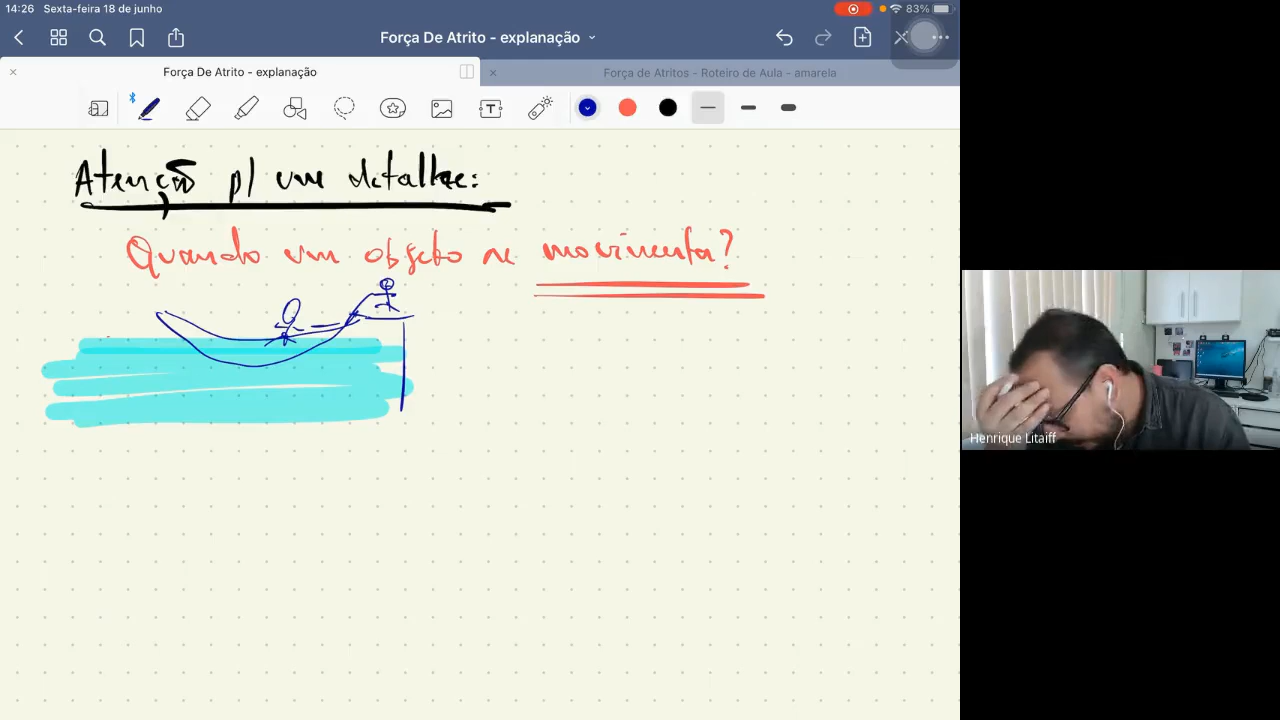 14:26 Sexta-feira 18 de junho 83%
Força De Atrito - explanação
Força De Atrito - explanação
Força de Atritos - Roteiro de Aula - amarela
Atenção p/ um detalhe:
Quando um objeto se movimenta?
Henrique Litaiff